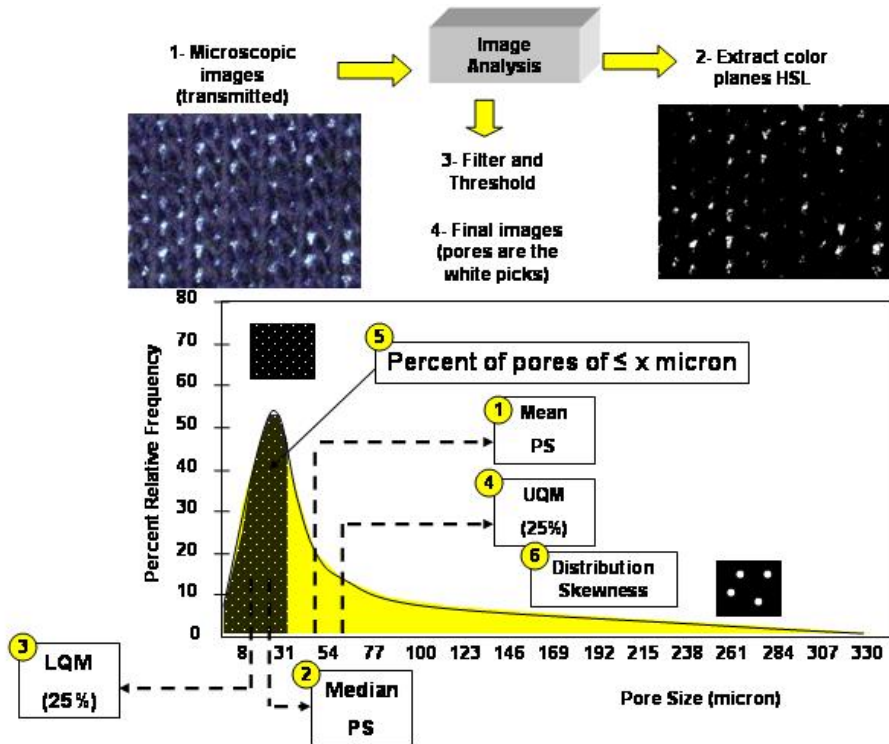 1- Microscopic
images
(transmitted)
Image
Analysis
2- Extract color
planes HSL
3- Filter and
Threshold
4- Final images
(pores are the
white picks)
80
70
60
50
40
30
20
10
0
Percent Relative Frequency
5
Percent of pores of ≤ x micron
1
Mean
PS
4
UQM
(25%)
6
Distribution
Skewness
8 31 54 77 100 123 146 169 192 215 238 261 284 307 330
3
LQM
(25%)
2
Median
PS
Pore Size (micron)